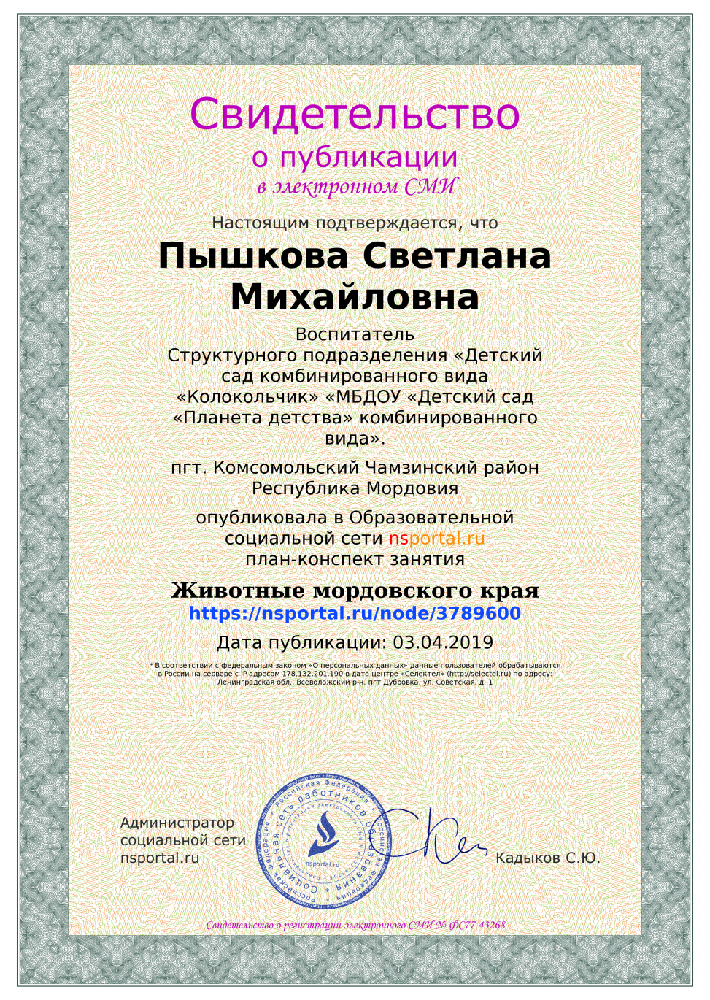 Свидетельство
о публикации
в электронном СМИ
Настоящим подтверждается, что
Пышкова Светлана
Михайловна
Воспитатель
Структурного подразделения «Детский
сад комбинированного вида
«Колокольчик» «МБДОУ «Детский сад
«Планета детства» комбинированного
вида».
пгт. Комсомольский Чамзинский район
Республика Мордовия
опубликовала в Образовательной
социальной сети nsportal.ru
план-конспект занятия
Животные мордовского края
https://nsportal.ru/node/3789600
Дата публикации: 03.04.2019
* В соответствии с федеральным законом «О персональных данных» данные пользователей обрабатываются
в России на сервере с IP-адресом 178.132.201.190 в дата-центре «Селектел» (http://selectel.ru) по адресу:
Ленинградская обл., Всеволожский р-н, пгт Дубровка, ул. Советская, д. 1
Администратор
социальной сети
nsportal.ru
Российская Федерация * Российская Федерация * Российская Федерация *
Социальная сеть работников образования *
nsportal.ru
Кадыков С.Ю.
Свидетельство о регистрации электронного СМИ № ФС77-43268